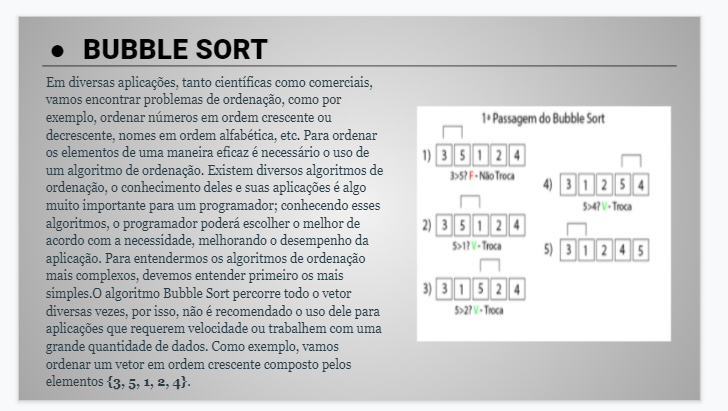 ● BUBBLE SORT
Em diversas aplicações, tanto científicas como comerciais,
vamos encontrar problemas de ordenação, como por
exemplo, ordenar números em ordem crescente ou
decrescente, nomes em ordem alfabética, etc. Para ordenar
os elementos de uma maneira eficaz é necessário o uso de
um algoritmo de ordenação. Existem diversos algoritmos de
ordenação, o conhecimento deles e suas aplicações é algo
muito importante para um programador; conhecendo esses
algoritmos, o programador poderá escolher o melhor de
acordo com a necessidade, melhorando o desempenho da
aplicação. Para entendermos os algoritmos de ordenação
mais complexos, devemos entender primeiro os mais
simples.O algoritmo Bubble Sort percorre todo o vetor
diversas vezes, por isso, não é recomendado o uso dele para
aplicações que requerem velocidade ou trabalhem com uma
grande quantidade de dados. Como exemplo, vamos
ordenar um vetor em ordem crescente composto pelos
elementos {3, 5, 1, 2, 4}.
1ª Passagem do Bubble Sort
1) 3 5 1 2 4
3>5? F - Não Troca
2) 3 5 1 2 4
5>1? V - Troca
3) 3 1 5 2 4
5>2? V - Troca
4) 3 1 2 5 4
5>4? V - Troca
5) 3 1 2 4 5